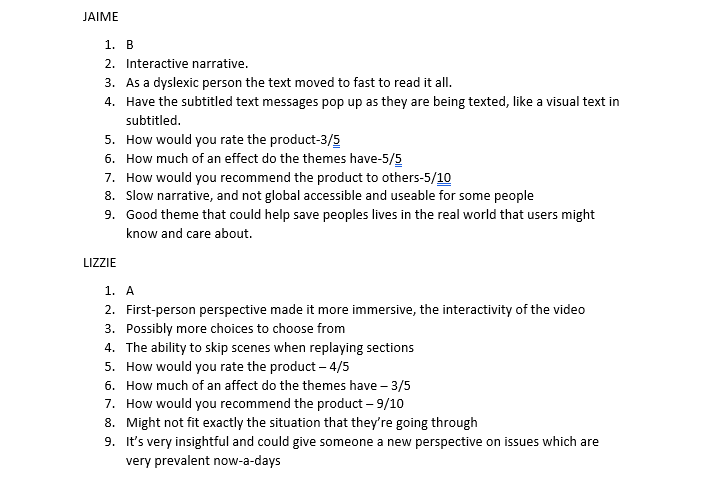 JAIME
1. B
2. Interactive narrative.
3. As a dyslexic person the text moved to fast to read it all.
4. Have the subtitled text messages pop up as they are being texted, like a visual text in
subtitled.
5. How would you rate the product-3/5
6. How much of an effect do the themes have-5/5
7. How would you recommend the product to others-5/10
8. Slow narrative, and not global accessible and useable for some people
9. Good theme that could help save peoples lives in the real world that users might
know and care about.
LIZZIE
1. A
2. First-person perspective made it more immersive, the interactivity of the video
3. Possibly more choices to choose from
4. The ability to skip scenes when replaying sections
5. How would you rate the product – 4/5
6. How much of an affect do the themes have – 3/5
7. How would you recommend the product – 9/10
8. Might not fit exactly the situation that they're going through
9. It's very insightful and could give someone a new perspective on issues which are
very prevalent now-a-days